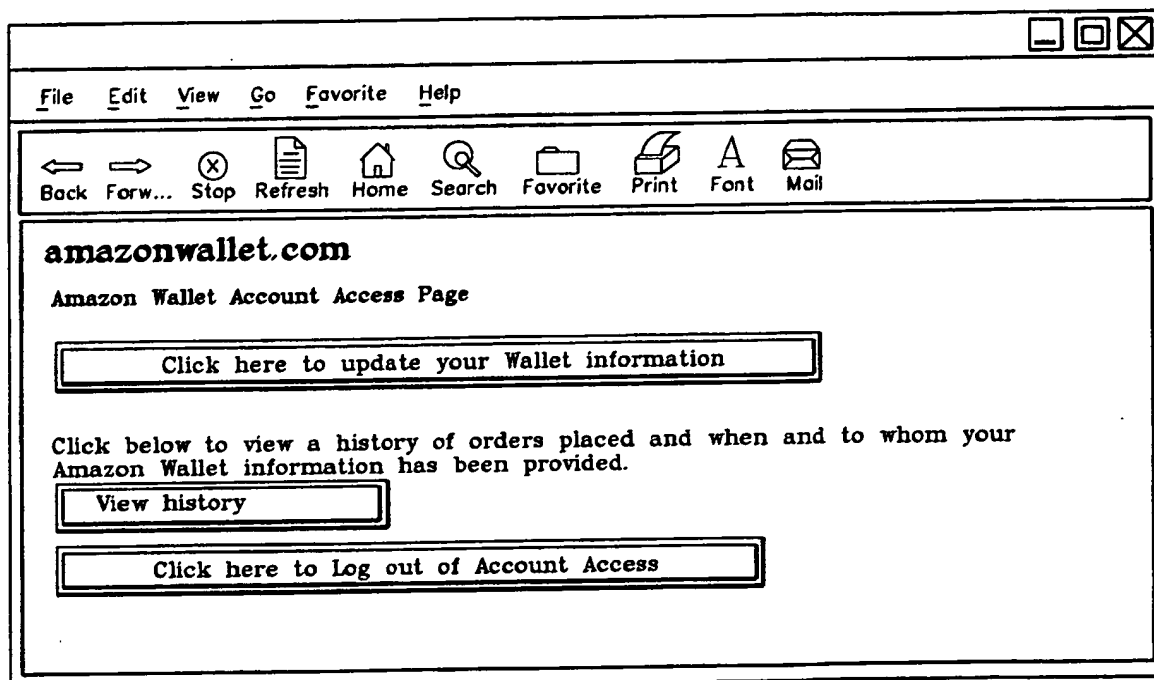 File Edit View Go Favorite Help
Back Forw... Stop Refresh Home Search Favorite Print Font Mail
amazonwallet.com
Amazon Wallet Account Access Page
Click here to update your Wallet information
Click below to view a history of orders placed and when and to whom your
Amazon Wallet information has been provided.
View history
Click here to Log out of Account Access